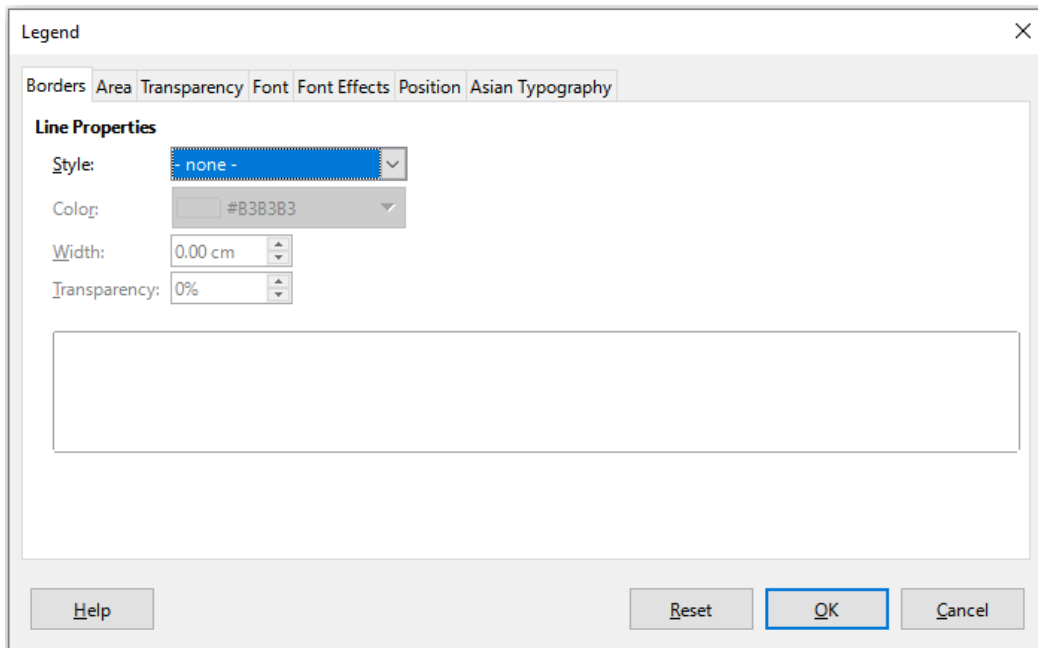 Legend
Borders Area Transparency Font Font Effects Position Asian Typography
Line Properties
Style: - none -
Color: #B3B3B3
Width: 0.00 cm
Transparency: 0%
Help Reset OK Cancel